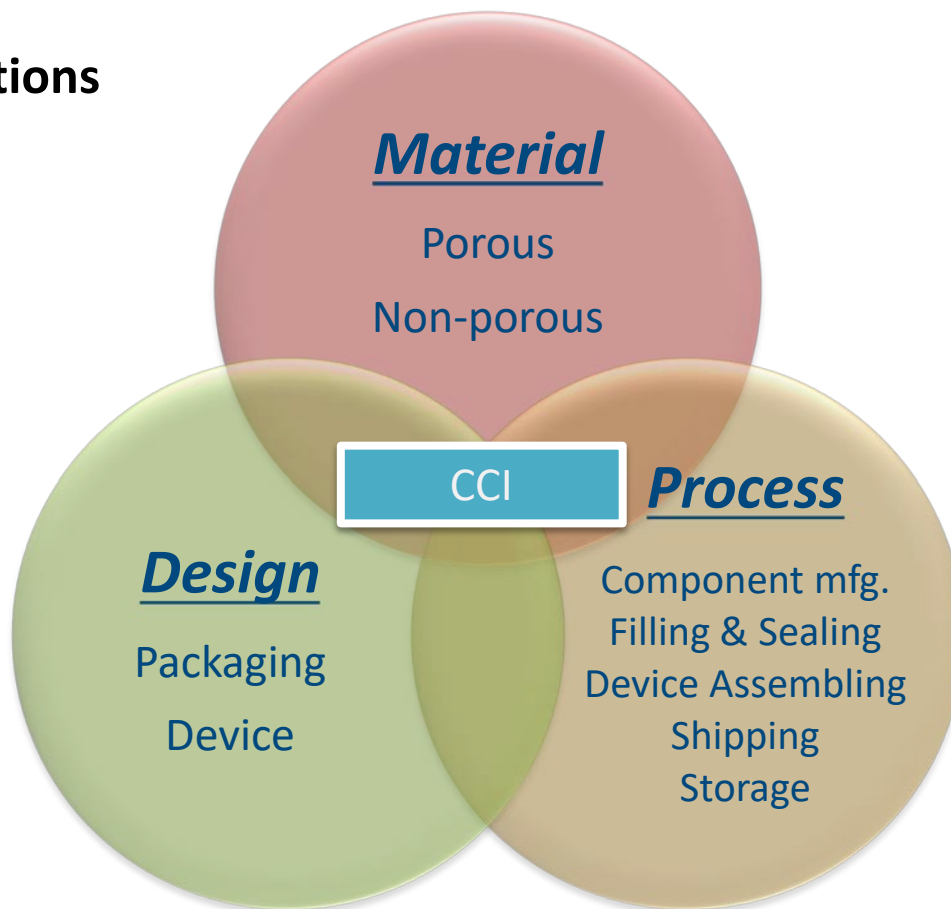 tions
Material
Porous
Non-porous
CCI
Process
Design
Component mfg.
Filling & Sealing
Device Assembling
Shipping
Storage
Packaging
Device